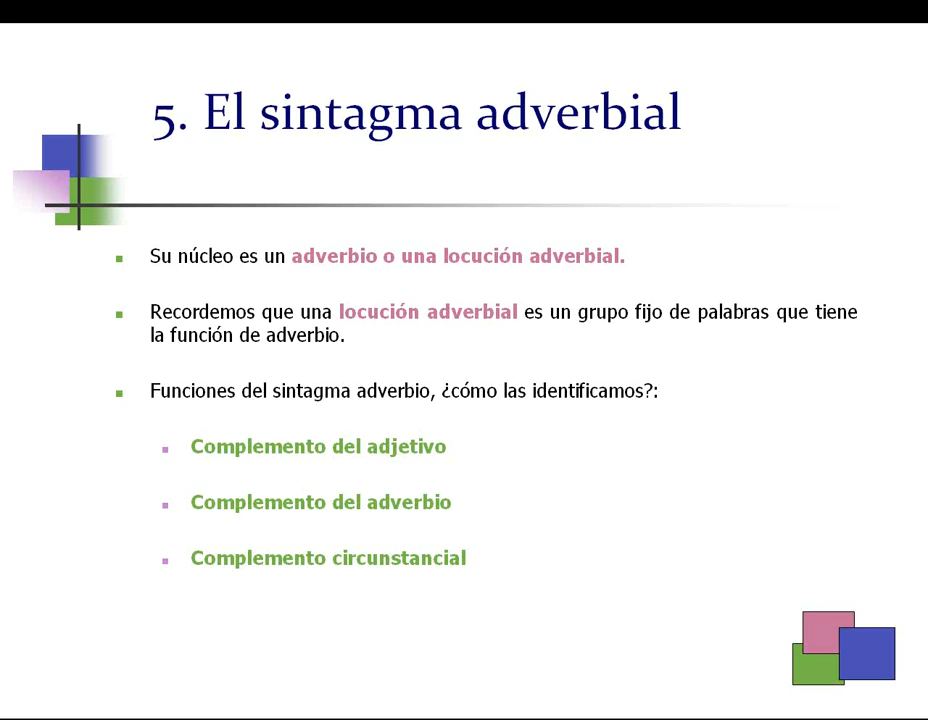 5. El sintagma adverbial
Su núcleo es un adverbio o una locución adverbial.
Recordemos que una locución adverbial es un grupo fijo de palabras que tiene
la función de adverbio.
Funciones del sintagma adverbio, ¿cómo las identificamos?:
Complemento del adjetivo
Complemento del adverbio
Complemento circunstancial